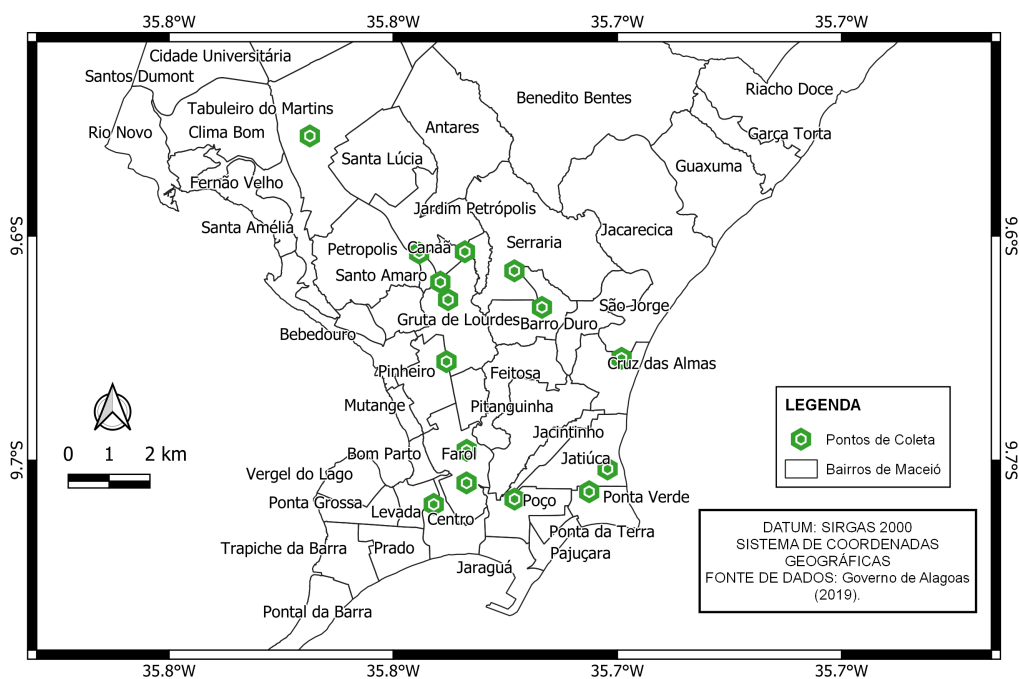 35.8°W 35.8°W 35.7°W 35.7°W
Cidade Universitária
Santos Dumont
Riacho Doce
Benedito Bentes
Tabuleiro do Martins
Rio Novo
Clima Bom
Antares
Garça Torta
Santa Lúcia
Guaxuma
Fernão Velho
Jardim Petrópolis
Santa Amélia
Jacarecica
9.6°S
9.6°S
Petropolis
Canaã
Serraria
Santo Amaro
São Jorge
Gruta de Lourdes
Barro Duro
Bebedouro
Cruz das Almas
Pinheiro
Feitosa
Mutange
Pitanguinha
LEGENDA
Pontos de Coleta
Bairros de Maceió
Jacintinho
0 1 2 km
Bom Parto
Farol
Jatiúca
9.7°S
9.7°S
Vergel do Lago
Ponta Grossa
Levada
Centro
Poço
Ponta Verde
Ponta da Terra
Trapiche da Barra
Prado
Pajuçara
Jaraguá
Pontal da Barra
DATUM: SIRGAS 2000
SISTEMA DE COORDENADAS
GEOGRÁFICAS
FONTE DE DADOS: Governo de Alagoas
(2019).
35.8°W 35.8°W 35.7°W 35.7°W